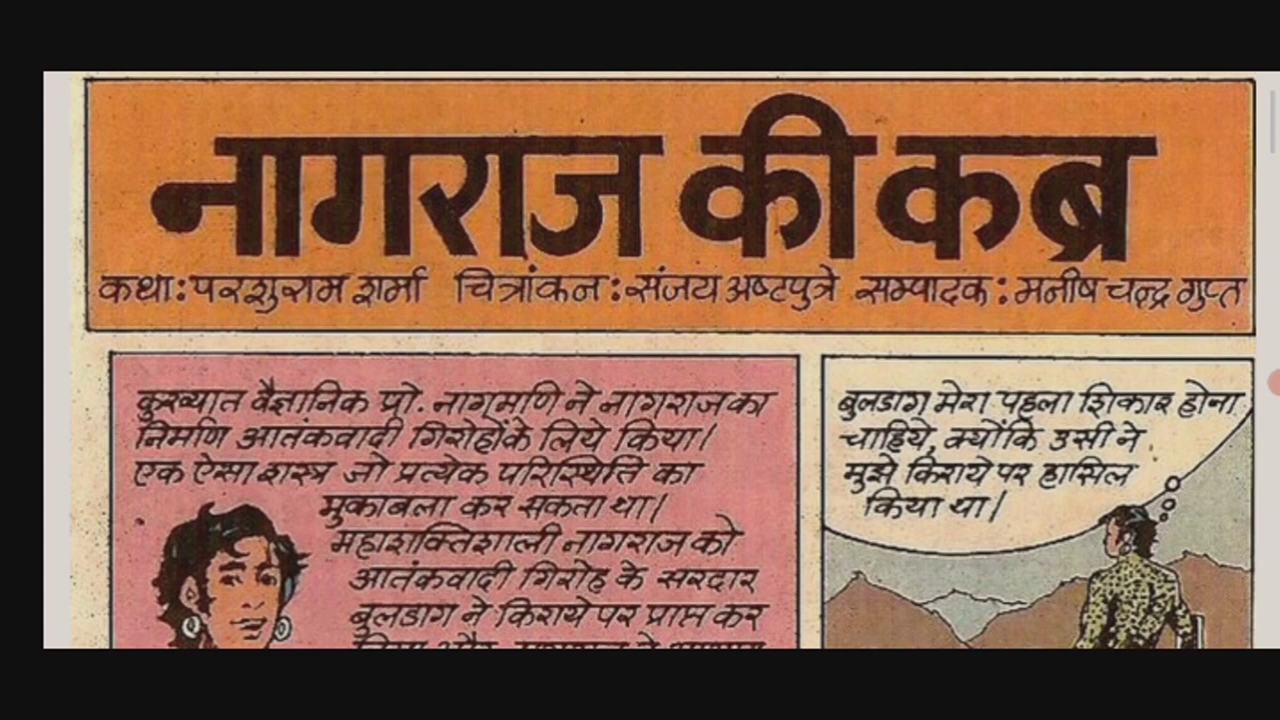 नागराज की कब्र
कथा: परशुराम शर्मा चित्रांकन: संजय अष्टपुत्रे सम्पादक: मनीष चन्द्र गुप्त
कुख्यात वैज्ञानिक प्रो. नागमणि ने नागराज का
निर्माण आतंकवादी गिरोहोंके लिये किया।
एक ऐसा शस्त्र जो प्रत्येक परिस्थिति का
मुकाबला कर सकता था।
महाशक्तिशाली नागराज को
आतंकवादी गिरोह के सरदार
बुलडाग ने किराये पर प्राप्त कर
बुलडाग मेरा पहला शिकार होना
चाहिये, क्योंकि उसी ने
मुझे किराये पर हासिल
किया था।